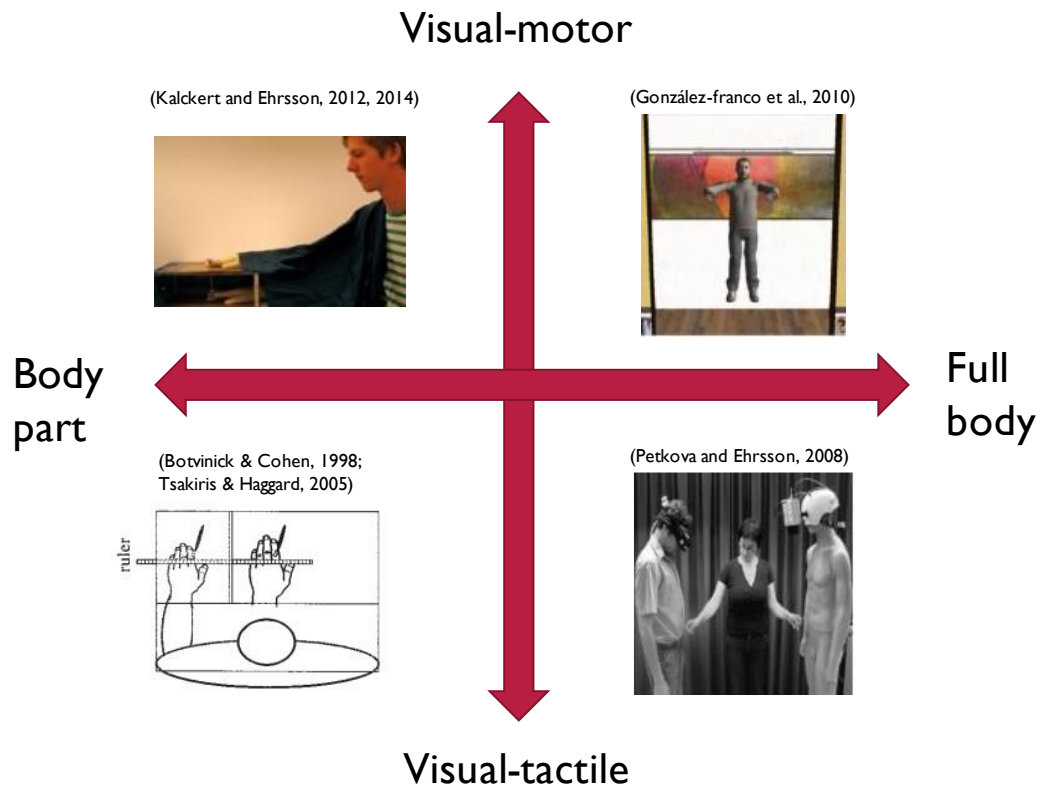 Visual-motor
(Kalckert and Ehrsson, 2012, 2014)
(González-franco et al., 2010)
Body
part
Full
body
(Botvinick & Cohen, 1998;
Tsakiris & Haggard, 2005)
(Petkova and Ehrsson, 2008)
ruler
Visual-tactile